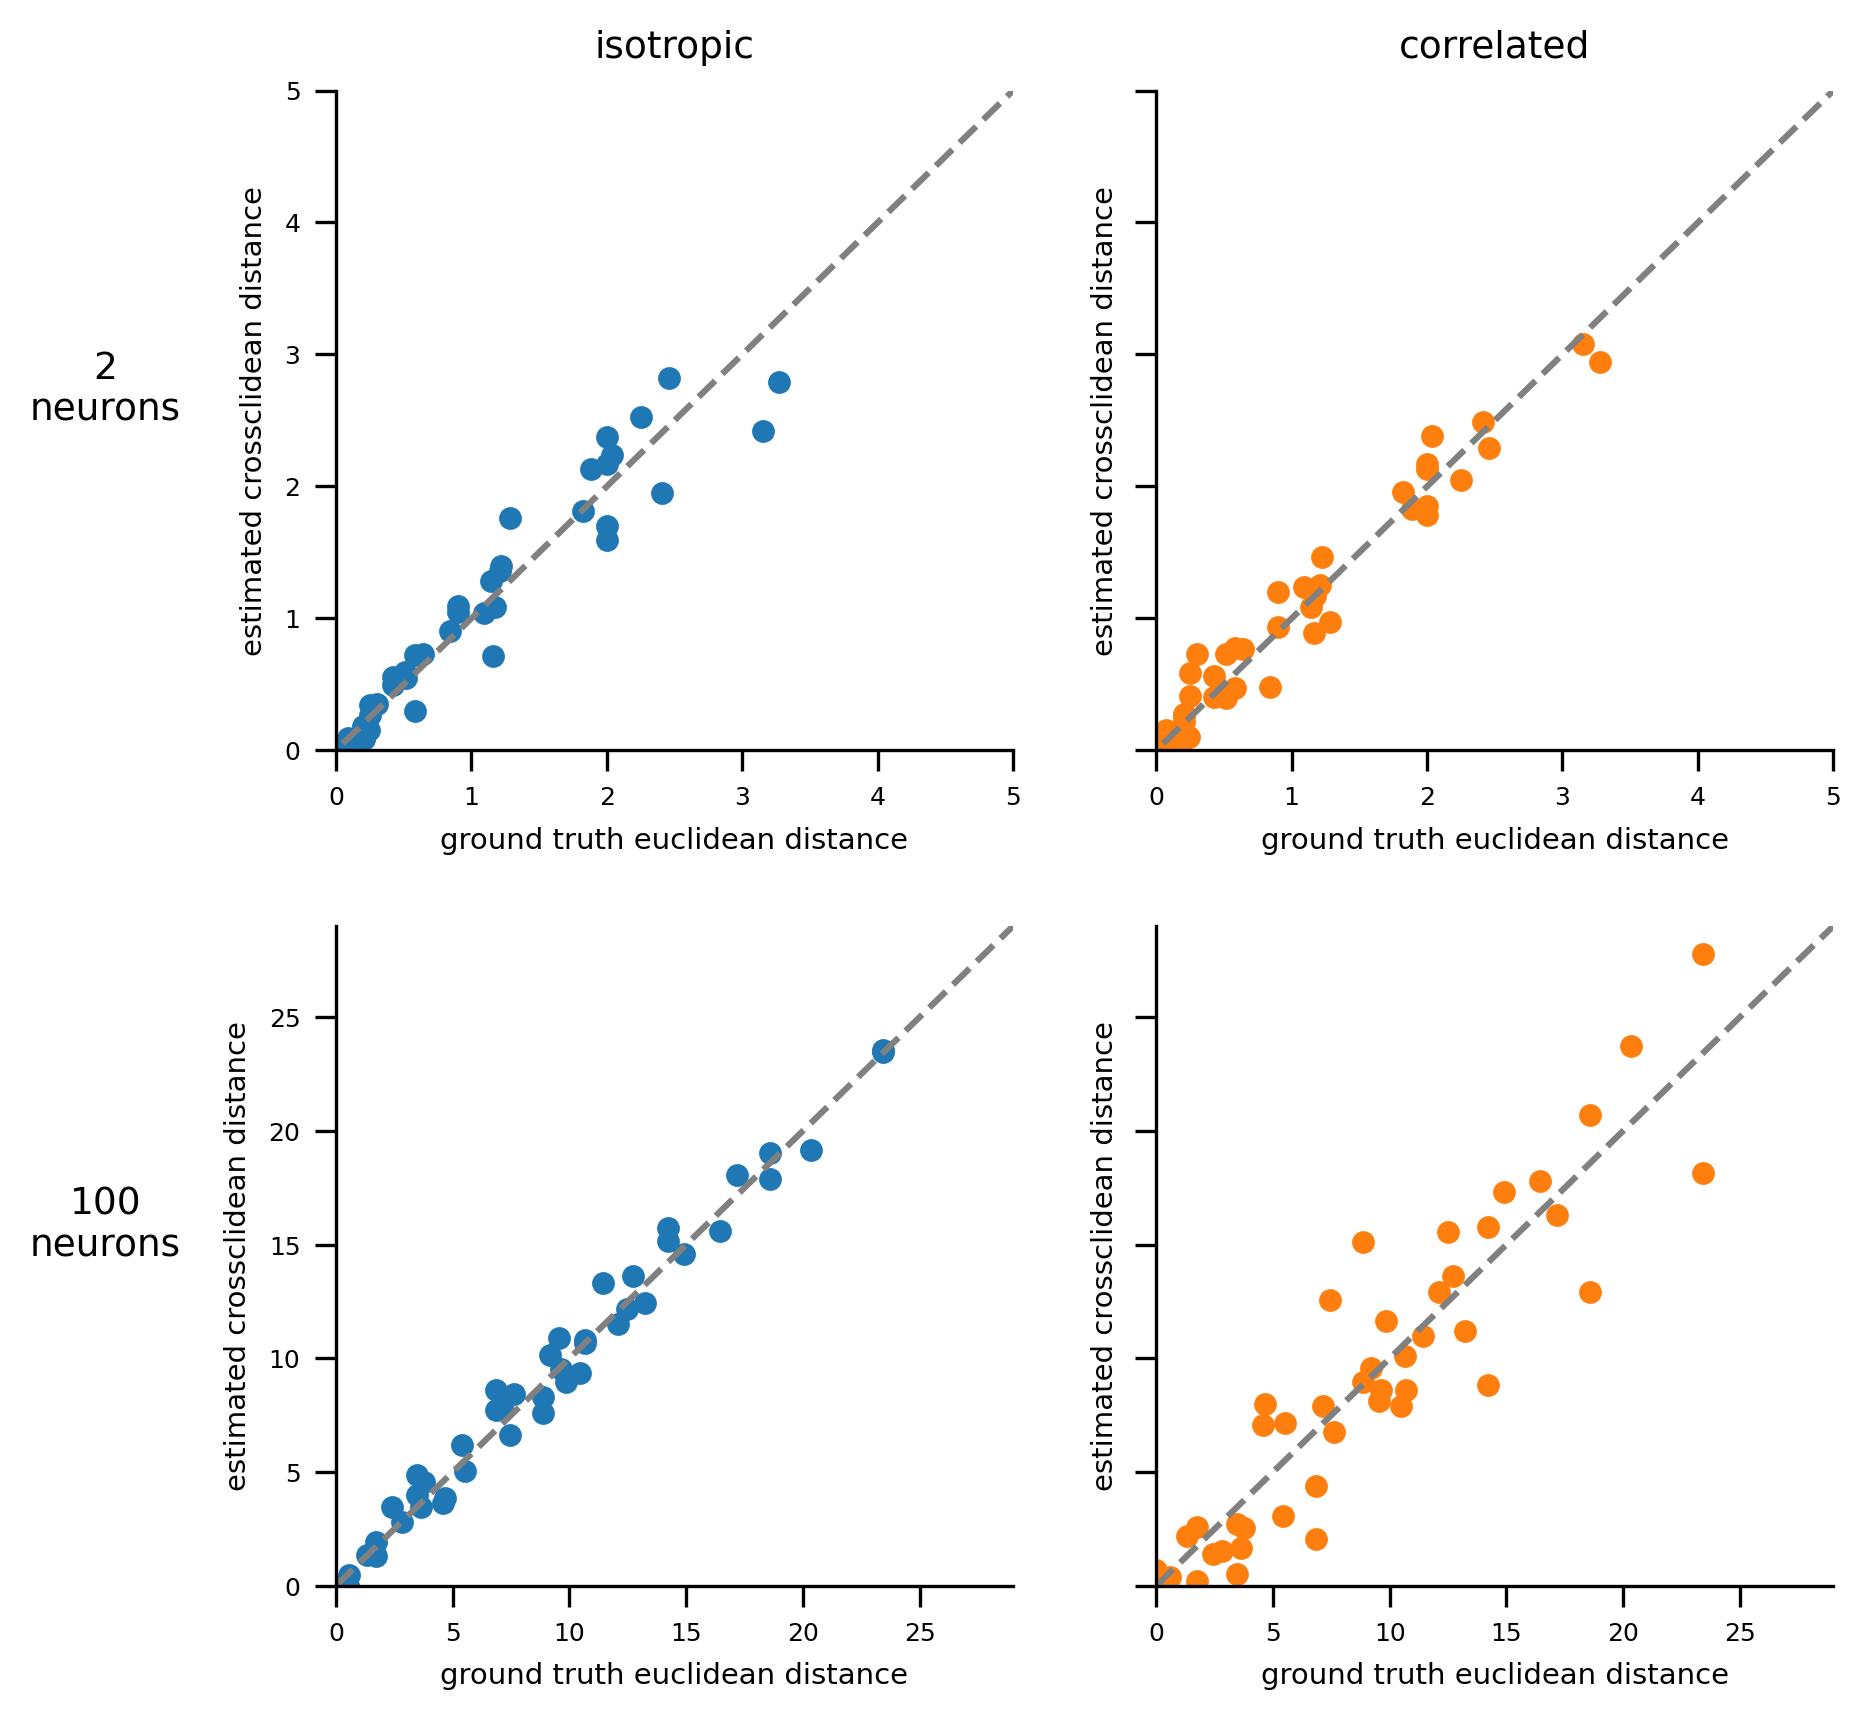 isotropic
correlated
2
neurons
estimated crossclidean distance
5
4
3
2
1
0
0 1 2 3 4 5
ground truth euclidean distance
estimated crossclidean distance
0 1 2 3 4 5
ground truth euclidean distance
100
neurons
estimated crossclidean distance
25
20
15
10
5
0
0 5 10 15 20 25
ground truth euclidean distance
estimated crossclidean distance
0 5 10 15 20 25
ground truth euclidean distance